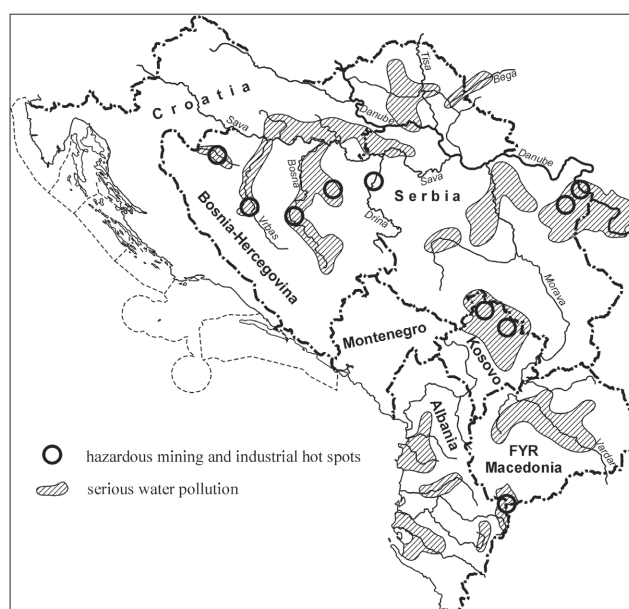 Tisa
Bega
Croatia
Danube
Sava
Danube
Bosna
Sava
Serbia
Vrbas
Drina
Bosnia-Hercegovina
Morava
Montenegro
Kosovo
Albania
FYR
Macedonia
Vardar
hazardous mining and industrial hot spots
serious water pollution